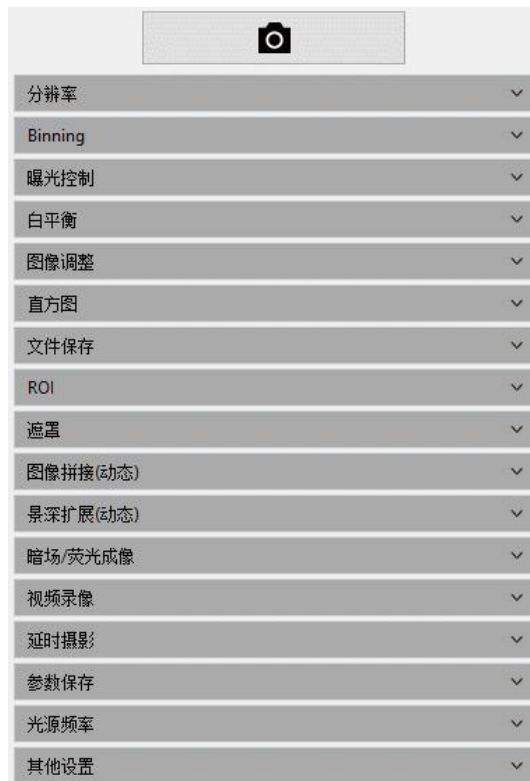 分辨率
Binning
曝光控制
白平衡
图像调整
直方图
文件保存
ROI
遮罩
图像拼接(动态)
景深扩展(动态)
暗场/荧光成像
视频录像
延时摄影
参数保存
光源频率
其他设置